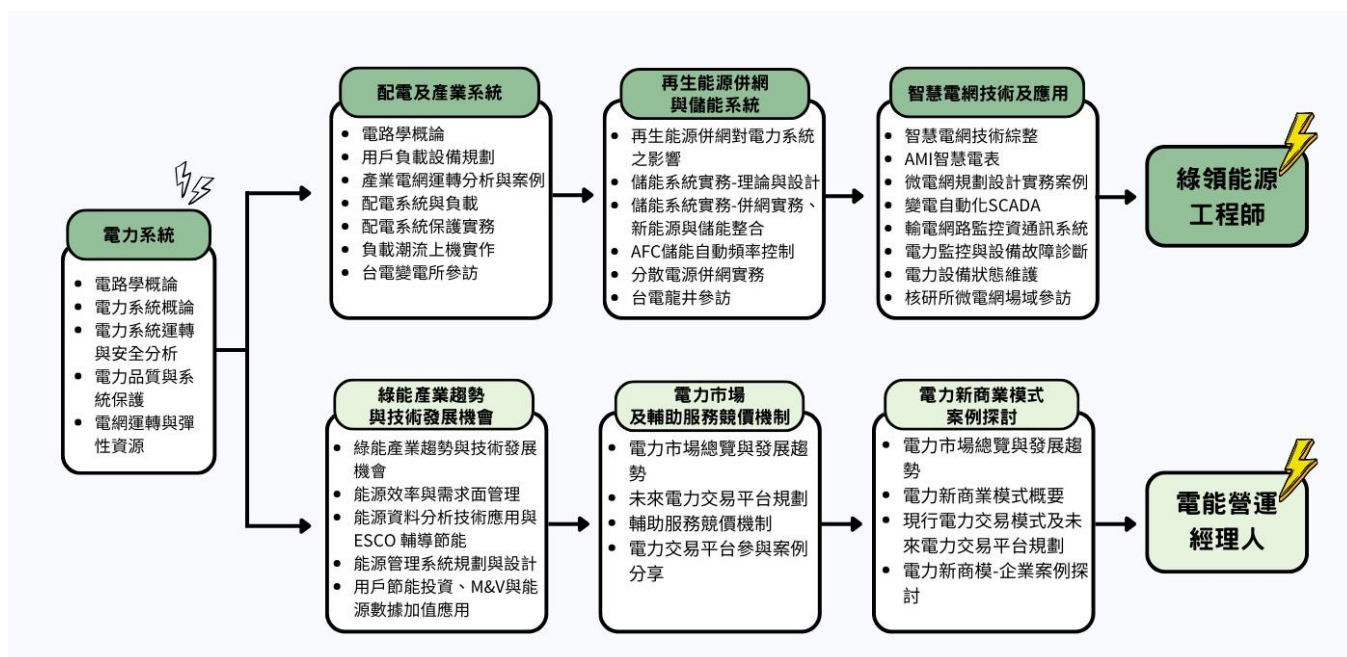 電力系統
電路學概論
電力系統概論
電力系統運轉
與安全分析
電力品質與系
統保護
電網運轉與彈
性資源
配電及產業系統
電路學概論
用戶負載設備規劃
產業電網運轉分析與案例
配電系統與負載
配電系統保護實務
負載潮流上機實作
台電變電所參訪
再生能源併網
與儲能系統
再生能源併網對電力系統
之影響
儲能系統實務-理論與設計
儲能系統實務-併網實務、
新能源與儲能整合
AFC儲能自動頻率控制
分散電源併網實務
台電龍井參訪
智慧電網技術及應用
智慧電網技術綜整
AMI智慧電表
微電網規劃設計實務案例
變電自動化SCADA
輸電網路監控資通訊系統
電力監控與設備故障診斷
電力設備狀態維護
核研所微電網場域參訪
綠領能源
工程師
綠能產業趨勢
與技術發展機會
綠能產業趨勢與技術發展
機會
能源效率與需求面管理
能源資料分析技術應用與
ESCO 輔導節能
能源管理系統規劃與設計
用戶節能投資、M&V與能
源數據加值應用
電力市場
及輔助服務競價機制
電力市場總覽與發展趨
勢
未來電力交易平台規劃
輔助服務競價機制
電力交易平台參與案例
分享
電力新商業模式
案例探討
電力市場總覽與發展趨
勢
電力新商業模式概要
現行電力交易模式及未
來電力交易平台規劃
電力新商模-企業案例探
討
電能營運
經理人